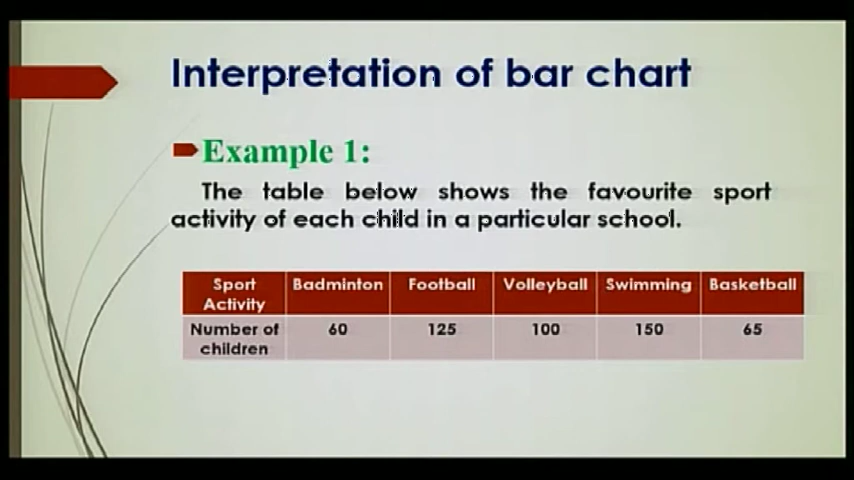 Interpretation of bar chart
Example 1:
The table below shows the favourite sport
activity of each child in a particular school.
Sport Activity Badminton Football Volleyball Swimming Basketball
Number of children 60 125 100 150 65